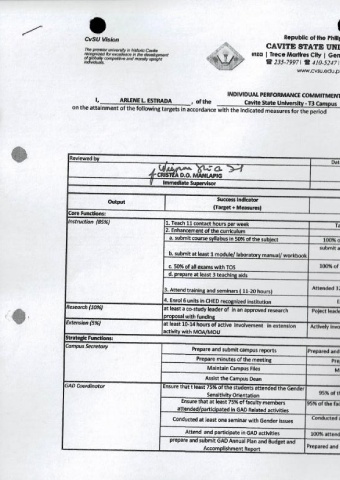 CvSU Vision
The premier university in historic Cavite
recognized for excellence in the development
of globally competitive and morally upright
individuals.
Republic of the Phili
CAVITE STATE UNI
Trece Martires City | Gen
☎ 235-7997 | ☎ 410-5247
www.cvsu.edu.p
INDIVIDUAL PERFORMANCE COMMITMENT
I, ARLENE L. ESTRADA , of the Cavite State University - T3 Campus
on the attainment of the following targets in accordance with the indicated measures for the period
Reviewed by
Dat
CRISTEA D.O. MANLAPIG
Immediate Supervisor
Output
Success Indicator
(Target + Measures)
Core Functions:
Instruction (85%)
1. Teach 11 contact hours per week
Ta
2. Enhancement of the curriculum
a. submit course syllabus in 50% of the subject
100% o
b. submit at least 1 module/ laboratory manual/ workbook
submit a
c. 50% of all exams with TOS
100% of
d. prepare at least 3 teaching aids
3. Attend training and seminars ( 11-20 hours)
Attended 12
4. Enrol 6 units in CHED recognized institution
E
Research (10%)
at least a co-study leader of in an approved research
proposal with funding
Poject leade
Extension (5%)
at least 10-14 hours of active involvement in extension
activity with MOA/MOU
Actively invo
Strategic Functions:
Campus Secretary
Prepare and submit campus reports
Prepared and
Prepare minutes of the meeting
Pre
Maintain Campus Files
M
Assist the Campus Dean
GAD Coordinator
Ensure that t least 75% of the students attended the Gender
Sensitivity Orientation
95% of th
Ensure that at least 75% of faculty members
attended/participated in GAD Related activities
95% of the fac
Conducted at least one seminar with Gender Issues
Conducted
Attend and participate in GAD activities
100% attend
prepare and submit GAD Annual Plan and Budget and
Accomplishment Report
Prepared and